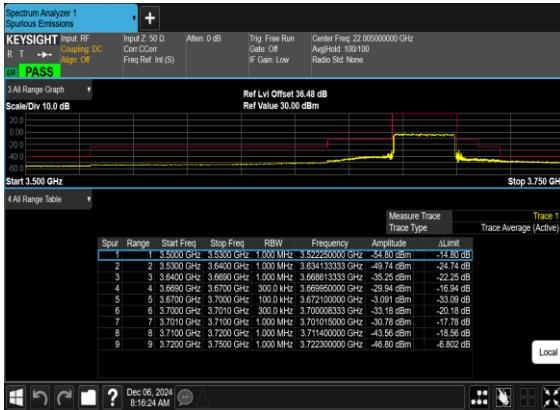 Spectrum Analyzer 1
Spurious Emissions
+
KEYSIGHT Input: RF Input Z: 50 Ω Atten: 0 dB Trig: Free Run Center Freq: 22.005000000 GHz
R T Coupling: DC Corr CCorr Gate: Off Avg|Hold: 100/100
Align: Off Freq Ref: Int (S) IF Gain: Low Radio Std: None
PASS
3 All Range Graph
Ref Lvl Offset 36.48 dB
Scale/Div 10.0 dB Ref Value 30.00 dBm
20.0
0.00
-20.0
-40.0
-60.0
Start 3.500 GHz Stop 3.750 GH
4 All Range Table
Measure Trace Trace 1
Trace Type Trace Average (Active)
Spur Range Start Freq Stop Freq RBW Frequency Amplitude ΔLimit
1 1 3.5000 GHz 3.5300 GHz 1.000 MHz 3.522250000 GHz -54.80 dBm -14.80 dB
2 2 3.5300 GHz 3.6400 GHz 1.000 MHz 3.634133333 GHz -49.74 dBm -24.74 dB
3 3 3.6400 GHz 3.6690 GHz 1.000 MHz 3.668613333 GHz -35.25 dBm -22.25 dB
4 4 3.6690 GHz 3.6700 GHz 300.0 kHz 3.669950000 GHz -29.94 dBm -16.94 dB
5 5 3.6700 GHz 3.7000 GHz 100.0 kHz 3.672100000 GHz -3.091 dBm -33.09 dB
6 6 3.7000 GHz 3.7010 GHz 300.0 kHz 3.700008333 GHz -33.18 dBm -20.18 dB
7 7 3.7010 GHz 3.7100 GHz 1.000 MHz 3.701015000 GHz -30.78 dBm -17.78 dB
8 8 3.7100 GHz 3.7200 GHz 1.000 MHz 3.711400000 GHz -43.56 dBm -18.56 dB
9 9 3.7200 GHz 3.7500 GHz 1.000 MHz 3.722300000 GHz -46.80 dBm -6.802 dB
Local
? Dec 06, 2024
8:16:24 AM